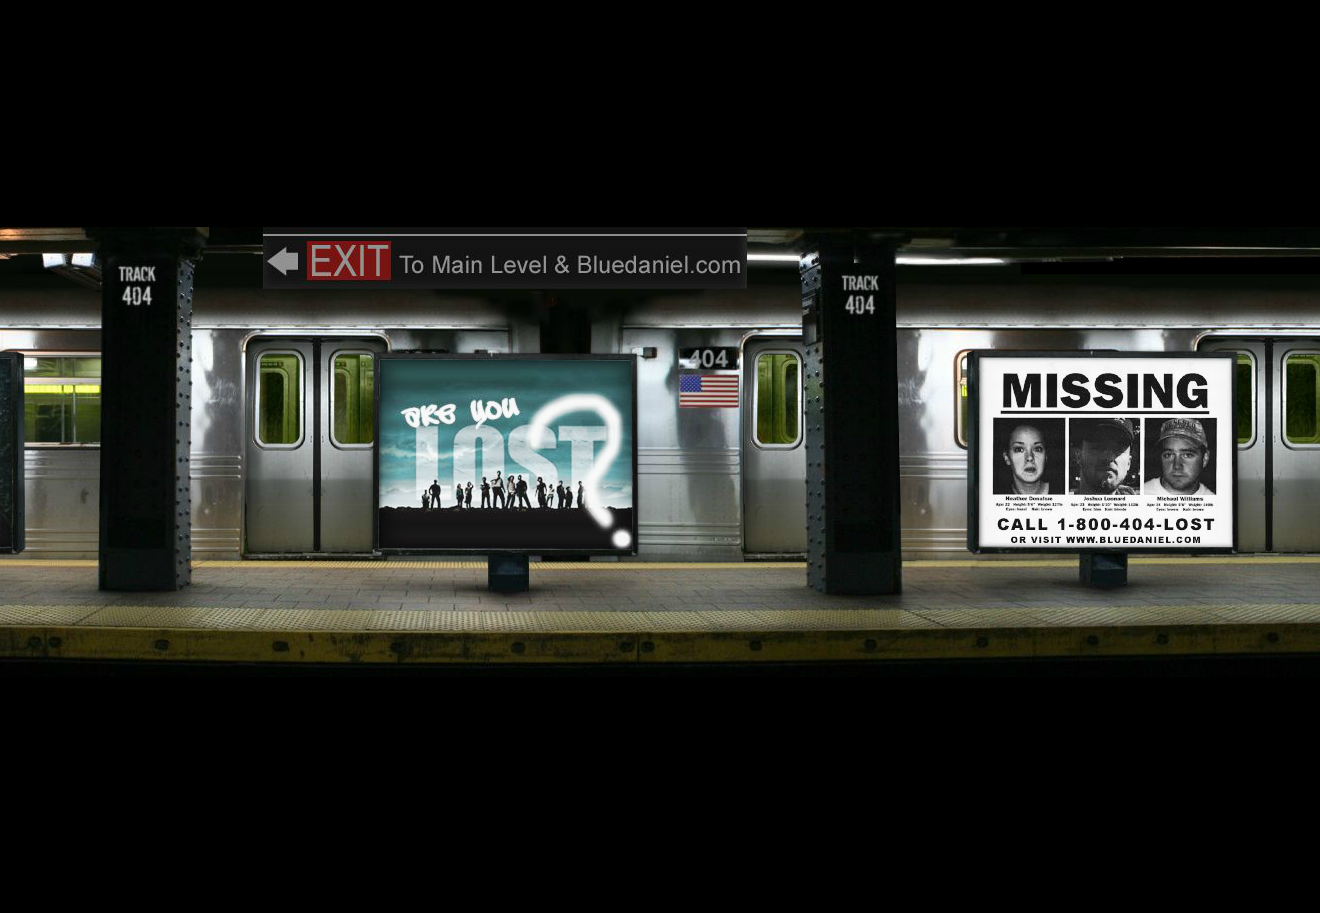 EXIT To Main Level & Bluedaniel.com
TRACK
404
are you
LOST?
404
TRACK
404
MISSING
Heather Donahue
Joshua Leonard
Michael Williams
CALL 1-800-404-LOST
OR VISIT WWW.BLUEDANIEL.COM